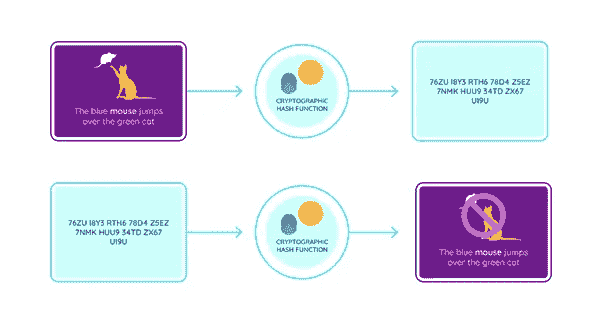 The blue mouse jumps
over the green cat
CRYPTOGRAPHIC
HASH FUNCTION
76ZU I8Y3 RTH6 78D4 Z5EZ
7NMK HUU9 34TD ZX67
U19U
76ZU I8Y3 RTH6 78D4 Z5EZ
7NMK HUU9 34TD ZX67
U19U
CRYPTOGRAPHIC
HASH FUNCTION
The blue mouse jumps
over the green cat